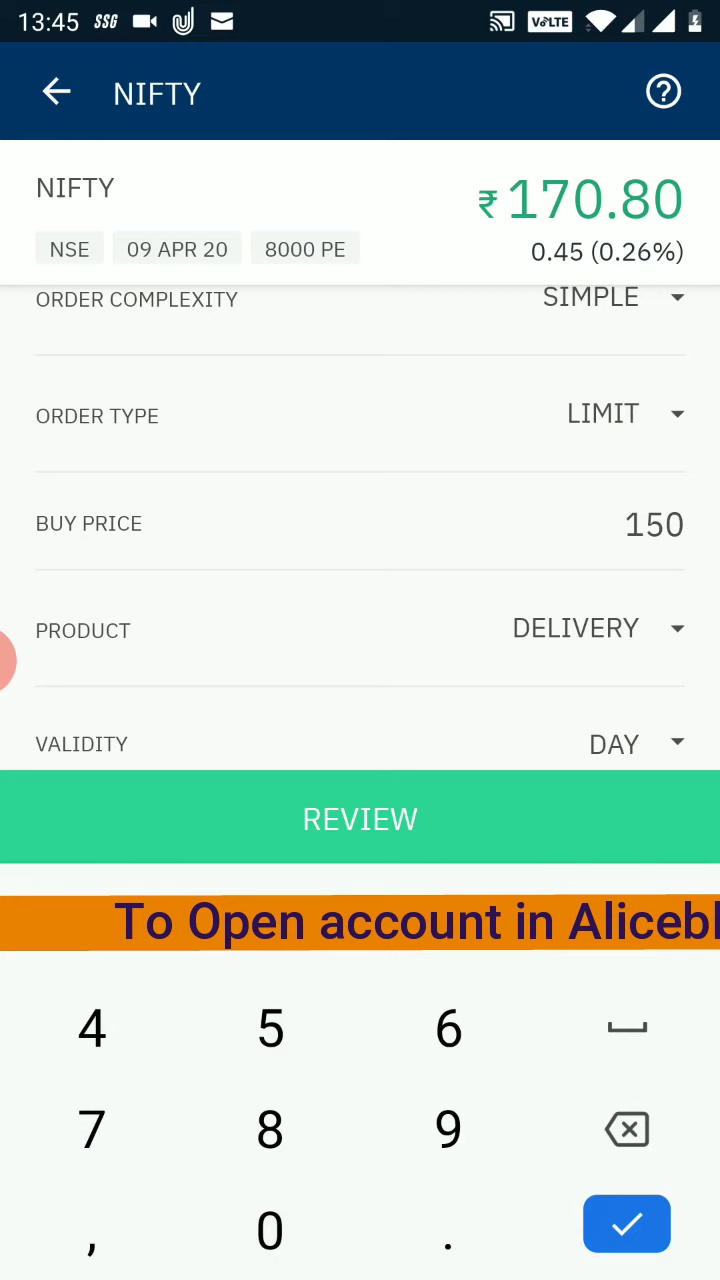 13:45 SSG VoLTE
NIFTY
NIFTY
₹170.80
NSE 09 APR 20 8000 PE
0.45 (0.26%)
ORDER COMPLEXITY SIMPLE
ORDER TYPE LIMIT
BUY PRICE 150
PRODUCT DELIVERY
VALIDITY DAY
REVIEW
To Open account in Alicebl
4 5 6
7 8 9
, 0 .